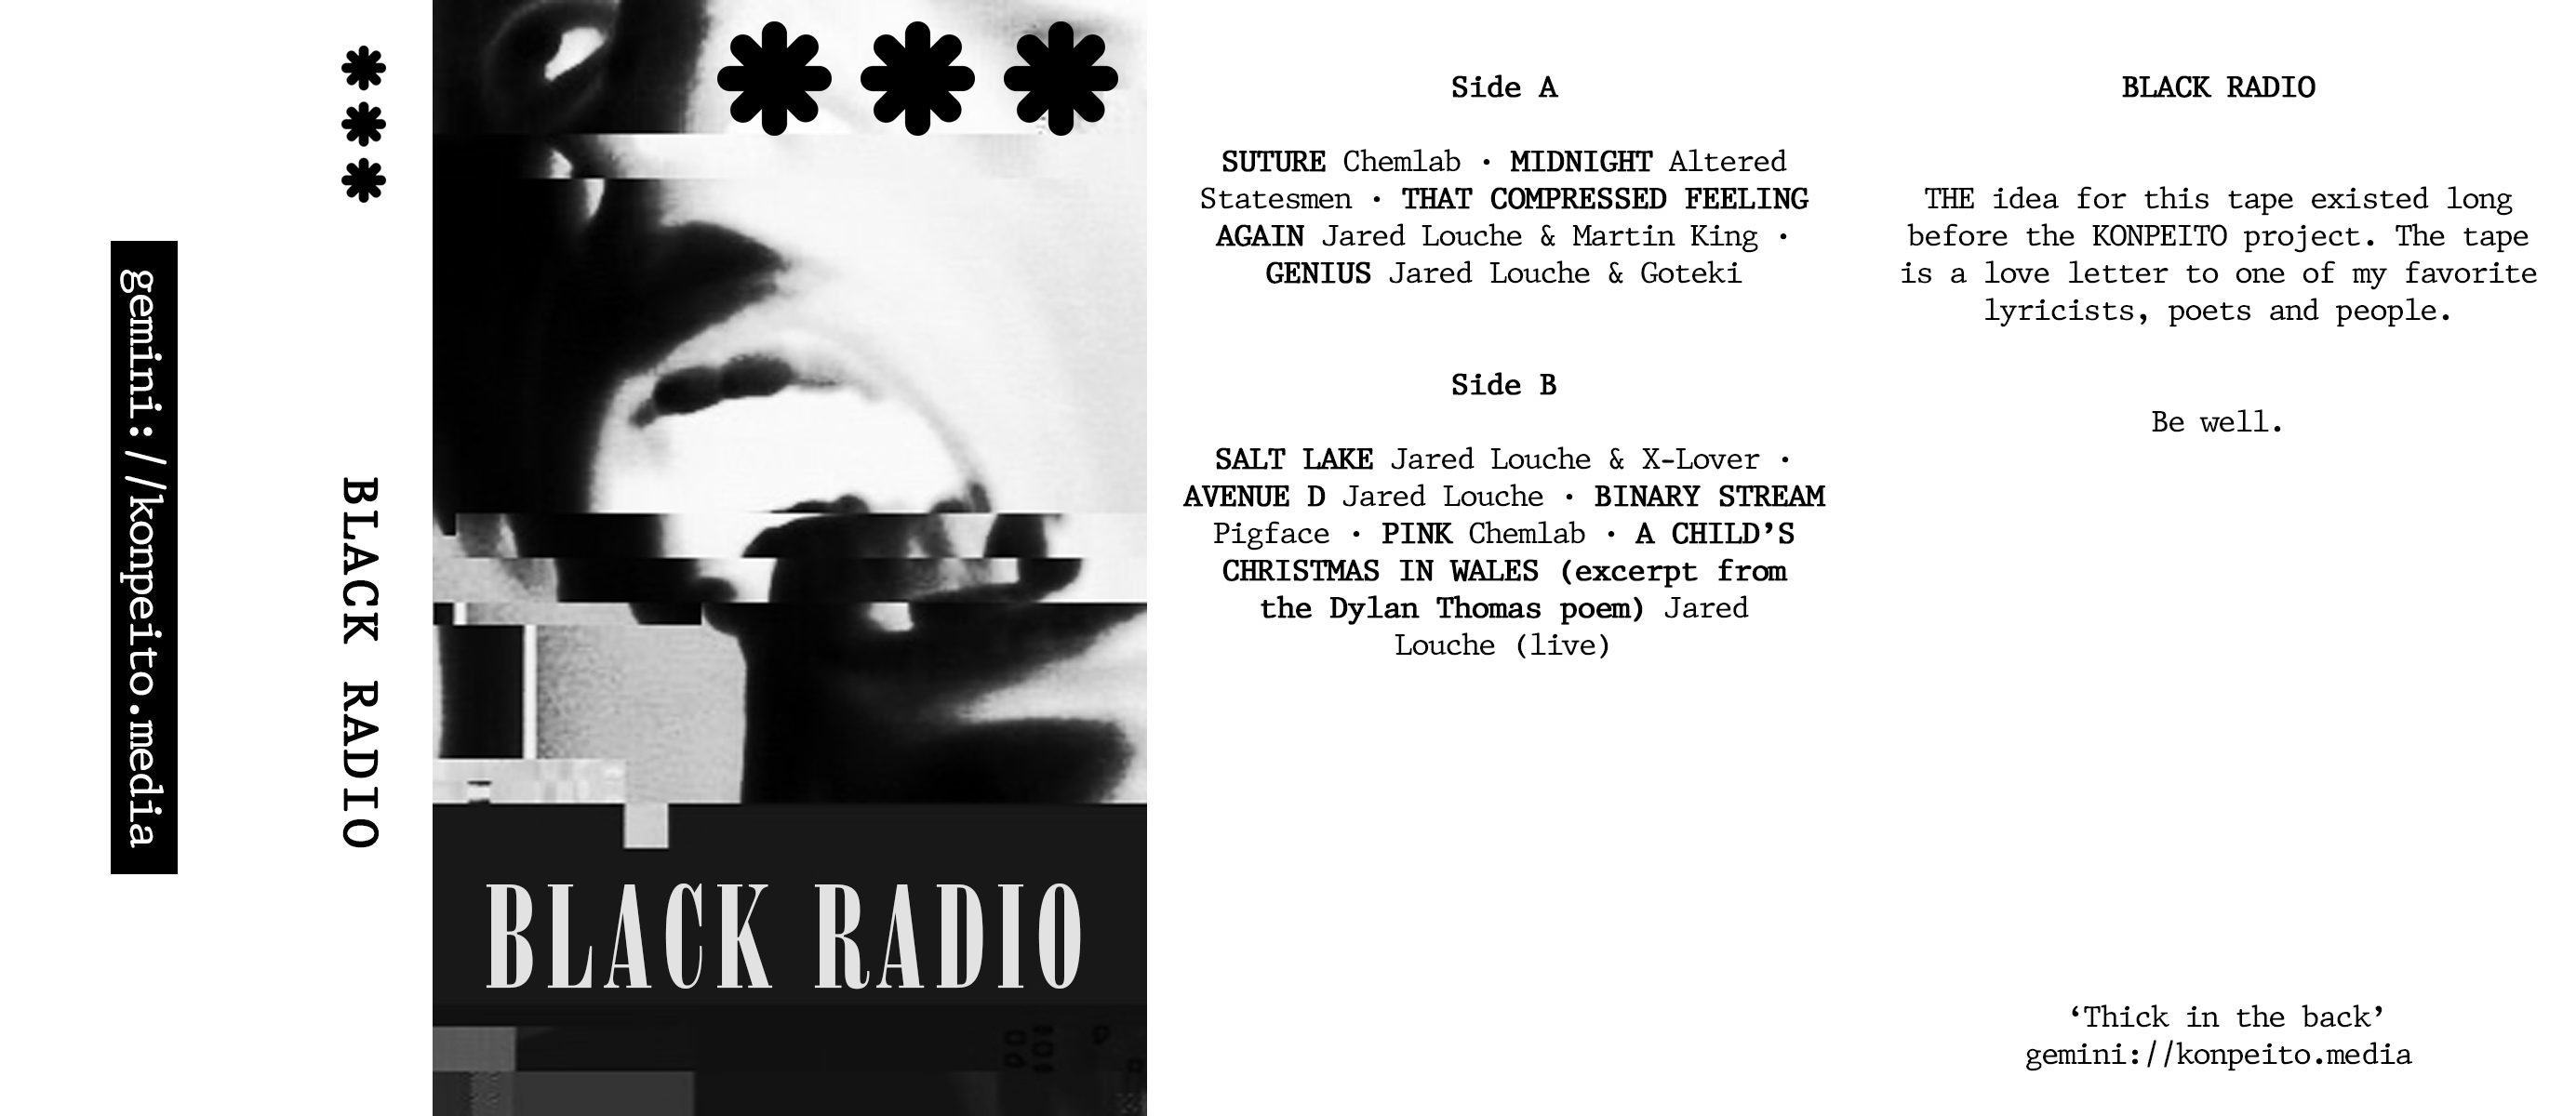 gemini://konpeito.media
BLACK RADIO
BLACK RADIO
Side A
SUTURE Chemlab · MIDNIGHT Altered
Statesmen · THAT COMPRESSED FEELING
AGAIN Jared Louche & Martin King ·
GENIUS Jared Louche & Goteki
Side B
SALT LAKE Jared Louche & X-Lover ·
AVENUE D Jared Louche · BINARY STREAM
Pigface · PINK Chemlab · A CHILD’S
CHRISTMAS IN WALES (excerpt from
the Dylan Thomas poem) Jared
Louche (live)
BLACK RADIO
THE idea for this tape existed long
before the KONPEITO project. The tape
is a love letter to one of my favorite
lyricists, poets and people.
Be well.
‘Thick in the back’
gemini://konpeito.media